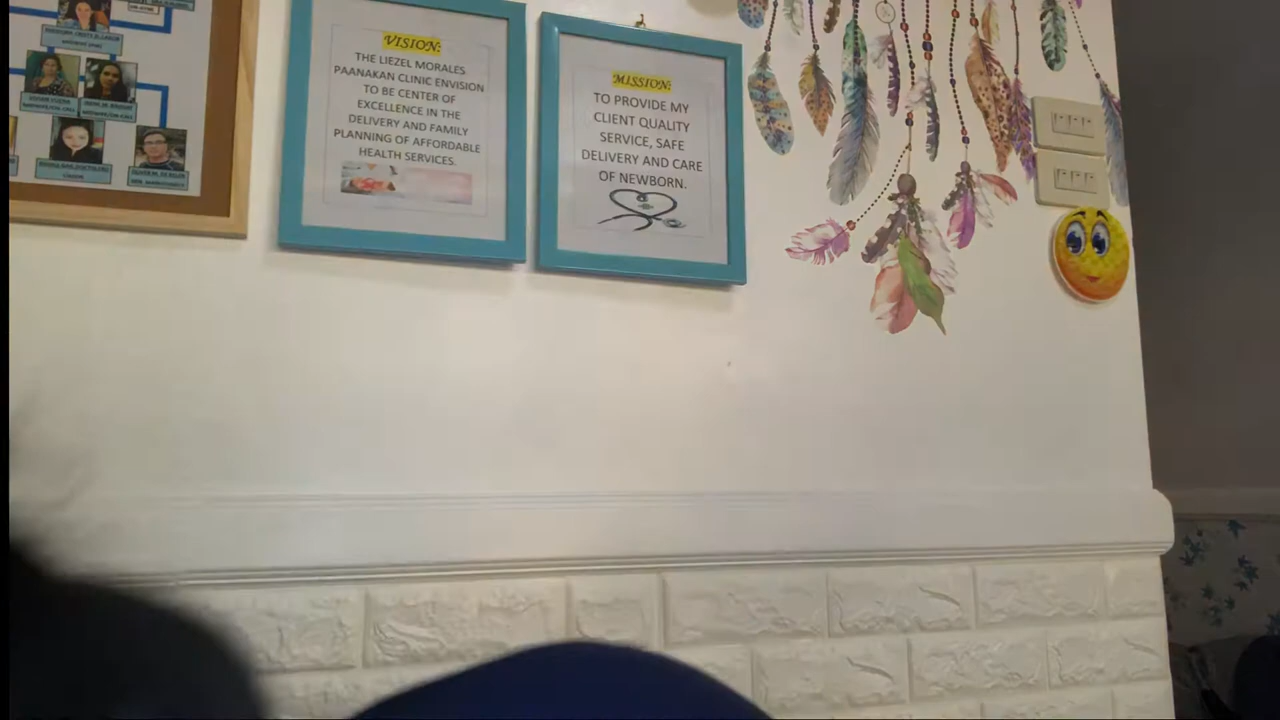 VISION:
THE LIEZEL MORALES
PAANAKAN CLINIC ENVISION
TO BE CENTER OF
EXCELLENCE IN THE
DELIVERY AND FAMILY
PLANNING OF AFFORDABLE
HEALTH SERVICES.
MISSION:
TO PROVIDE MY
CLIENT QUALITY
SERVICE, SAFE
DELIVERY AND CARE
OF NEWBORN.